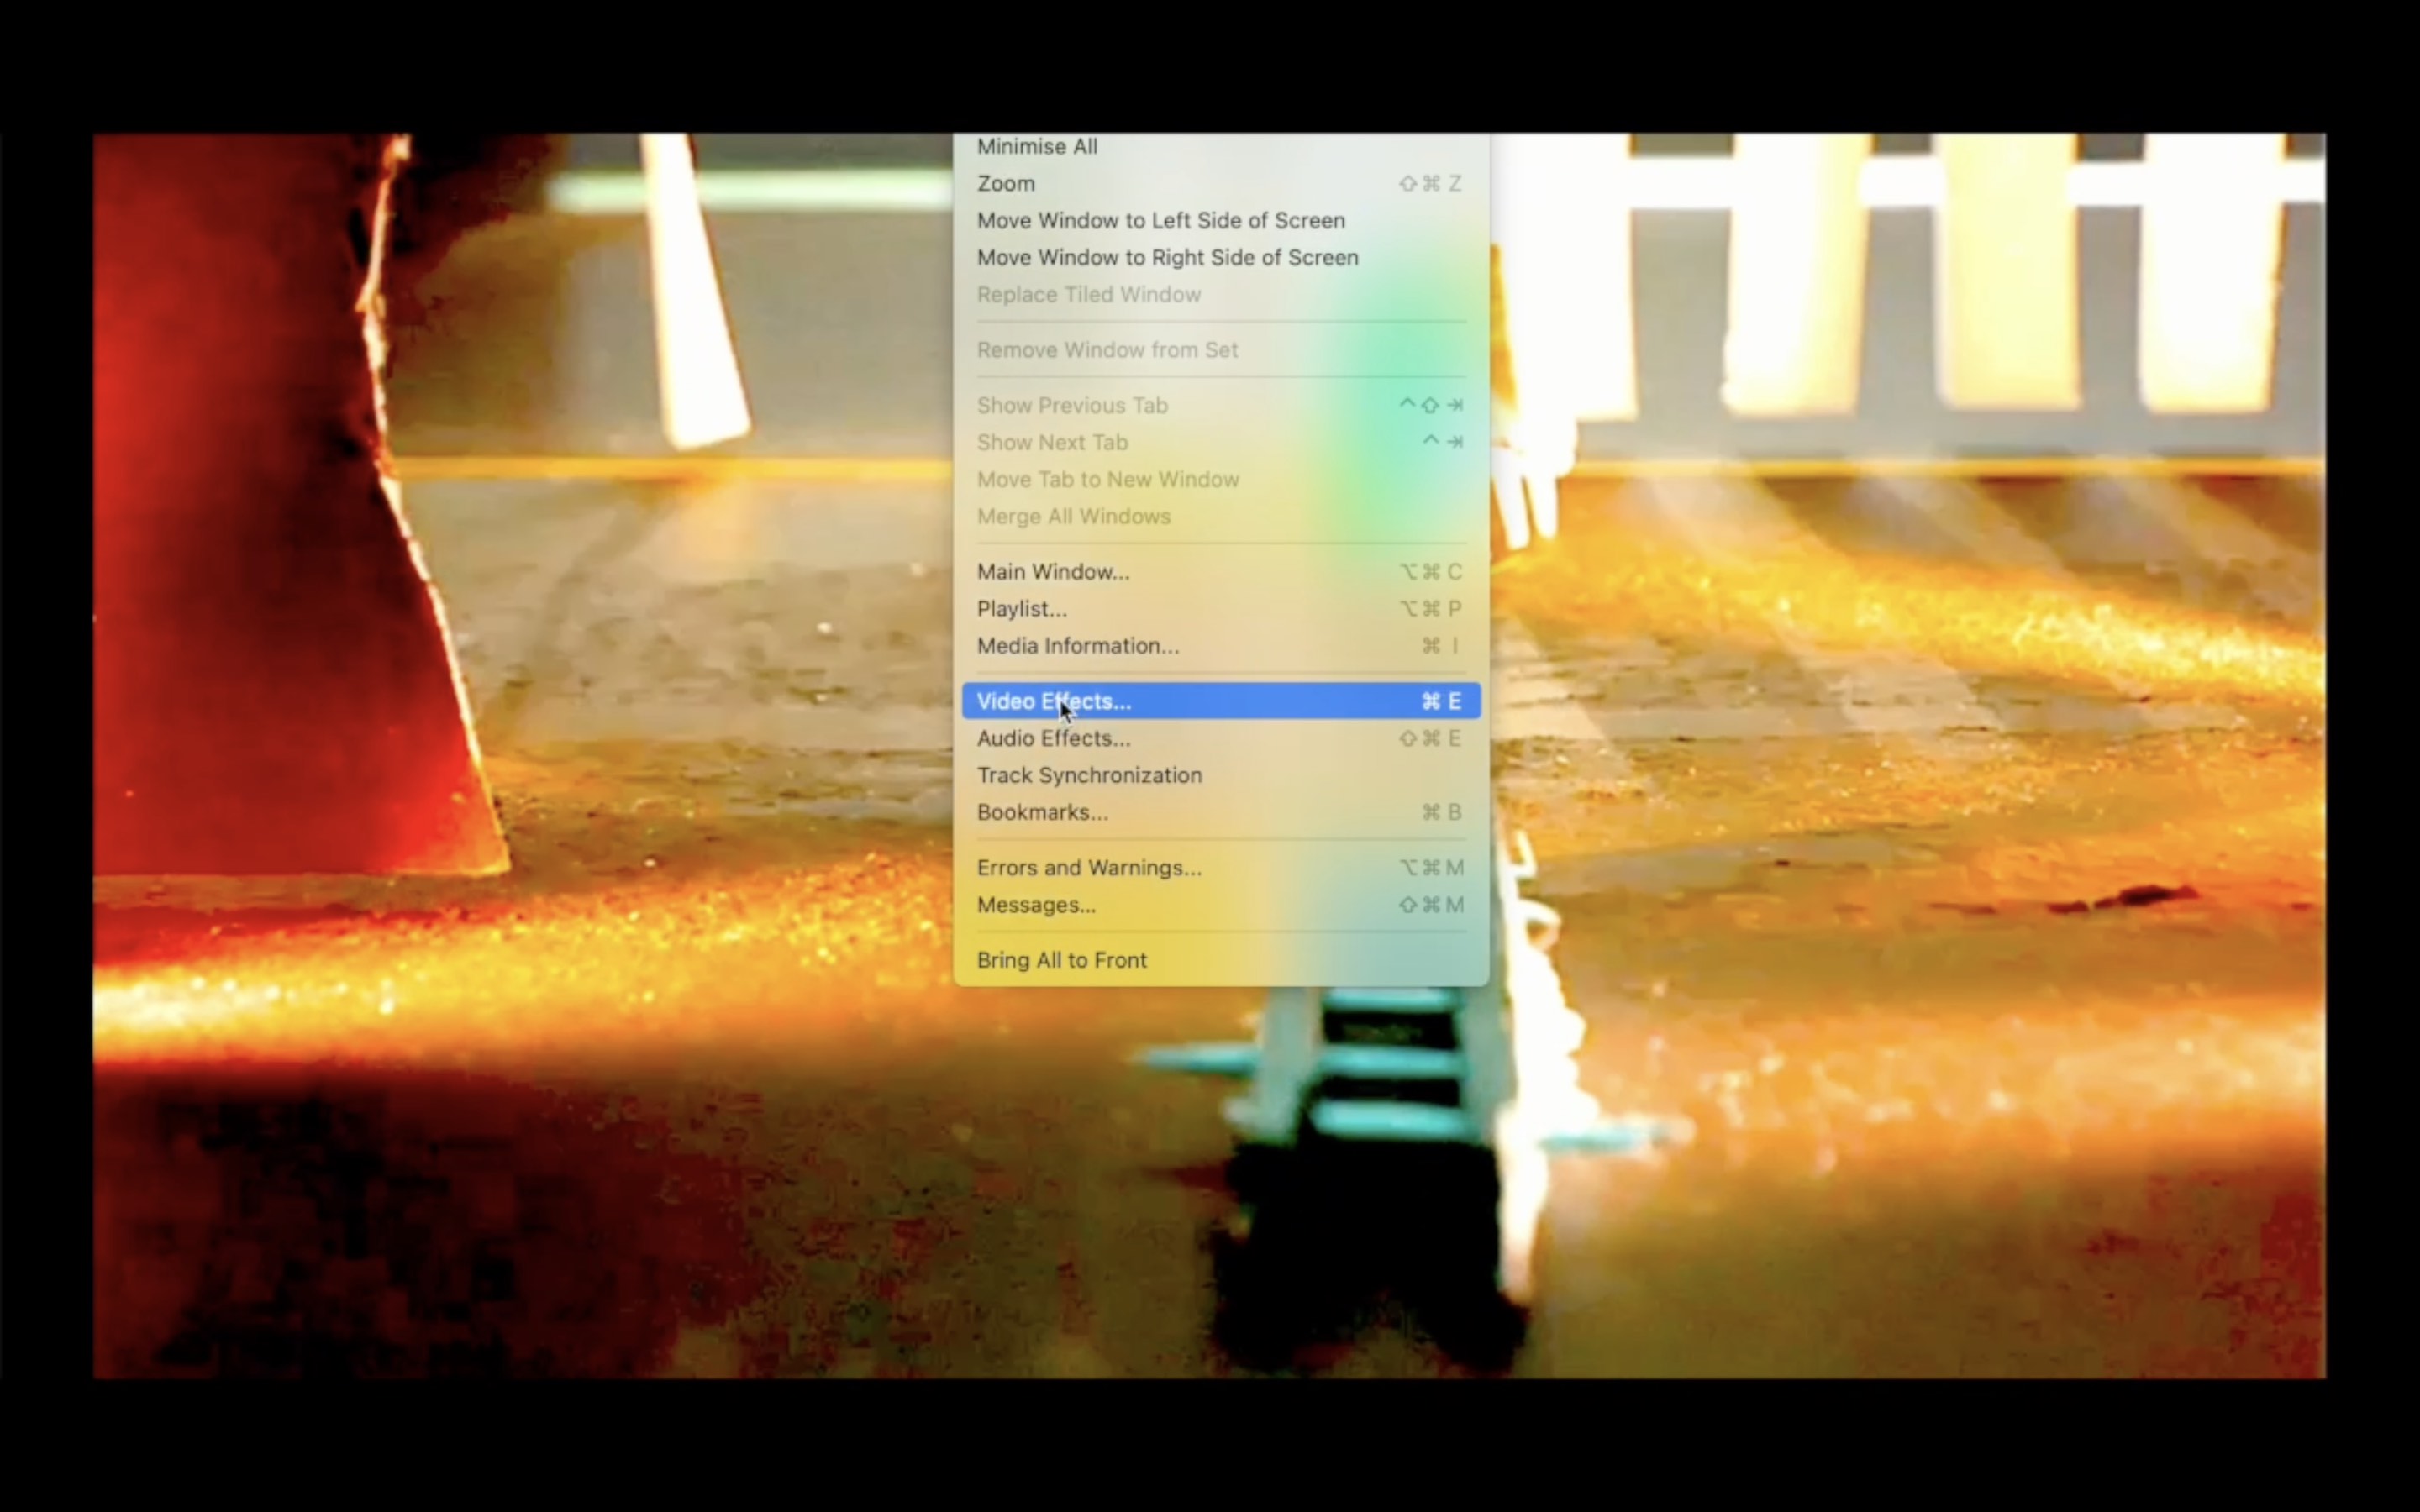 Minimise All
Zoom ⇧⌘Z
Move Window to Left Side of Screen
Move Window to Right Side of Screen
Replace Tiled Window
Remove Window from Set
Show Previous Tab ^⇧⇥
Show Next Tab ^⇥
Move Tab to New Window
Merge All Windows
Main Window... ⌥⌘C
Playlist... ⌥⌘P
Media Information... ⌘I
Video Effects... ⌘E
Audio Effects... ⇧⌘E
Track Synchronization
Bookmarks... ⌘B
Errors and Warnings... ⌥⌘M
Messages... ⇧⌘M
Bring All to Front